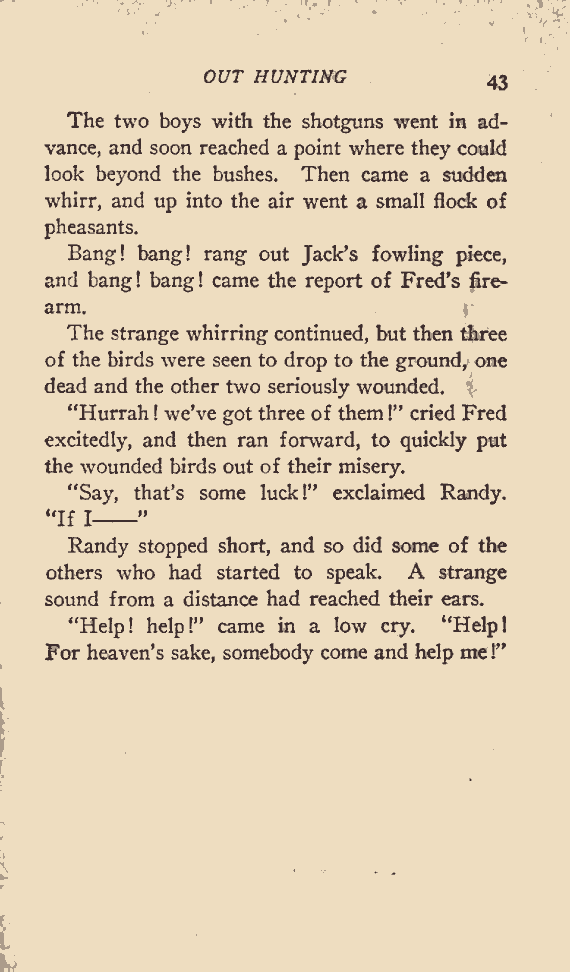 OUT HUNTING 43
The two boys with the shotguns went in ad-
vance, and soon reached a point where they could
look beyond the bushes. Then came a sudden
whirr, and up into the air went a small flock of
pheasants.
Bang! bang! rang out Jack's fowling piece,
and bang! bang! came the report of Fred's fire-
arm.
The strange whirring continued, but then three
of the birds were seen to drop to the ground, one
dead and the other two seriously wounded.
"Hurrah! we've got three of them!" cried Fred
excitedly, and then ran forward, to quickly put
the wounded birds out of their misery.
"Say, that's some luck!" exclaimed Randy.
"If I——"
Randy stopped short, and so did some of the
others who had started to speak. A strange
sound from a distance had reached their ears.
"Help! help!" came in a low cry. "Help!
For heaven's sake, somebody come and help me!"